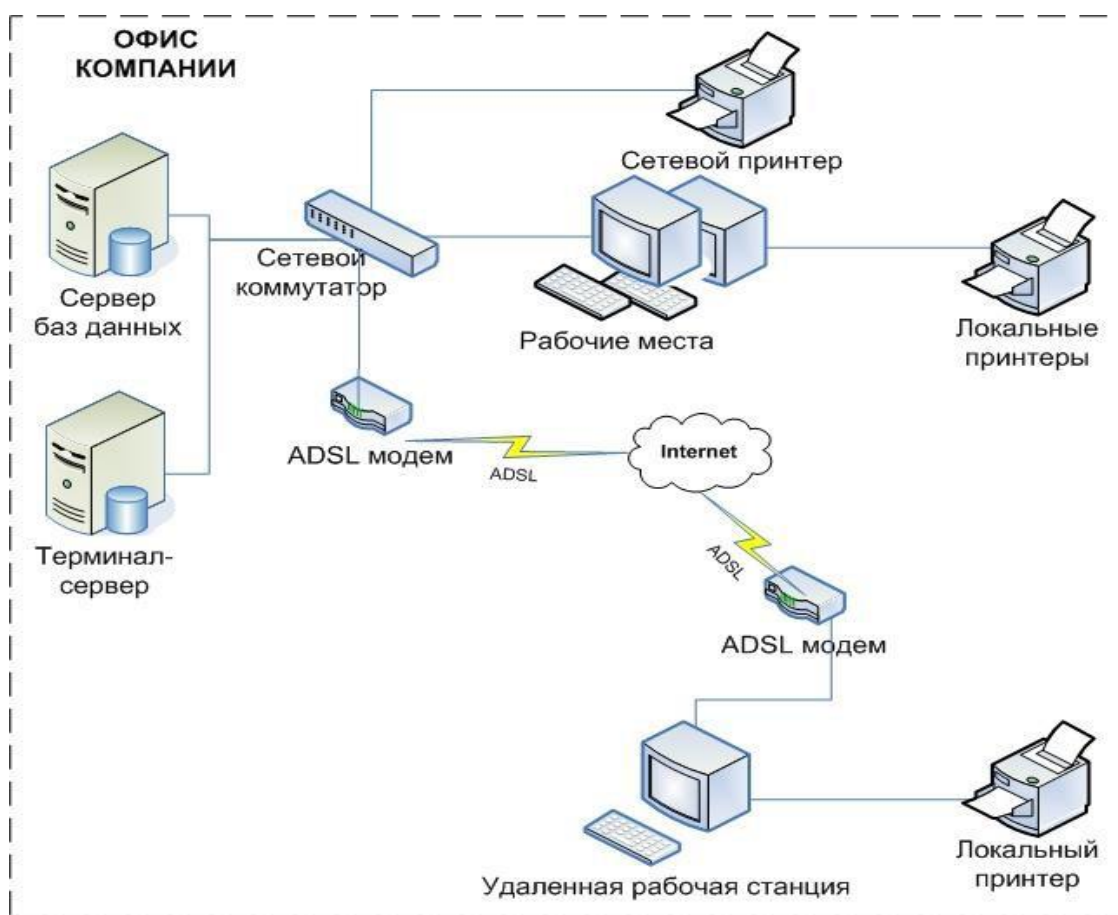 ОФИС
КОМПАНИИ
Сетевой принтер
Сетевой
коммутатор
Сервер
баз данных
Рабочие места
Локальные
принтеры
ADSL модем
ADSL
Internet
Терминал-
сервер
ADSL
ADSL модем
Удаленная рабочая станция
Локальный
принтер